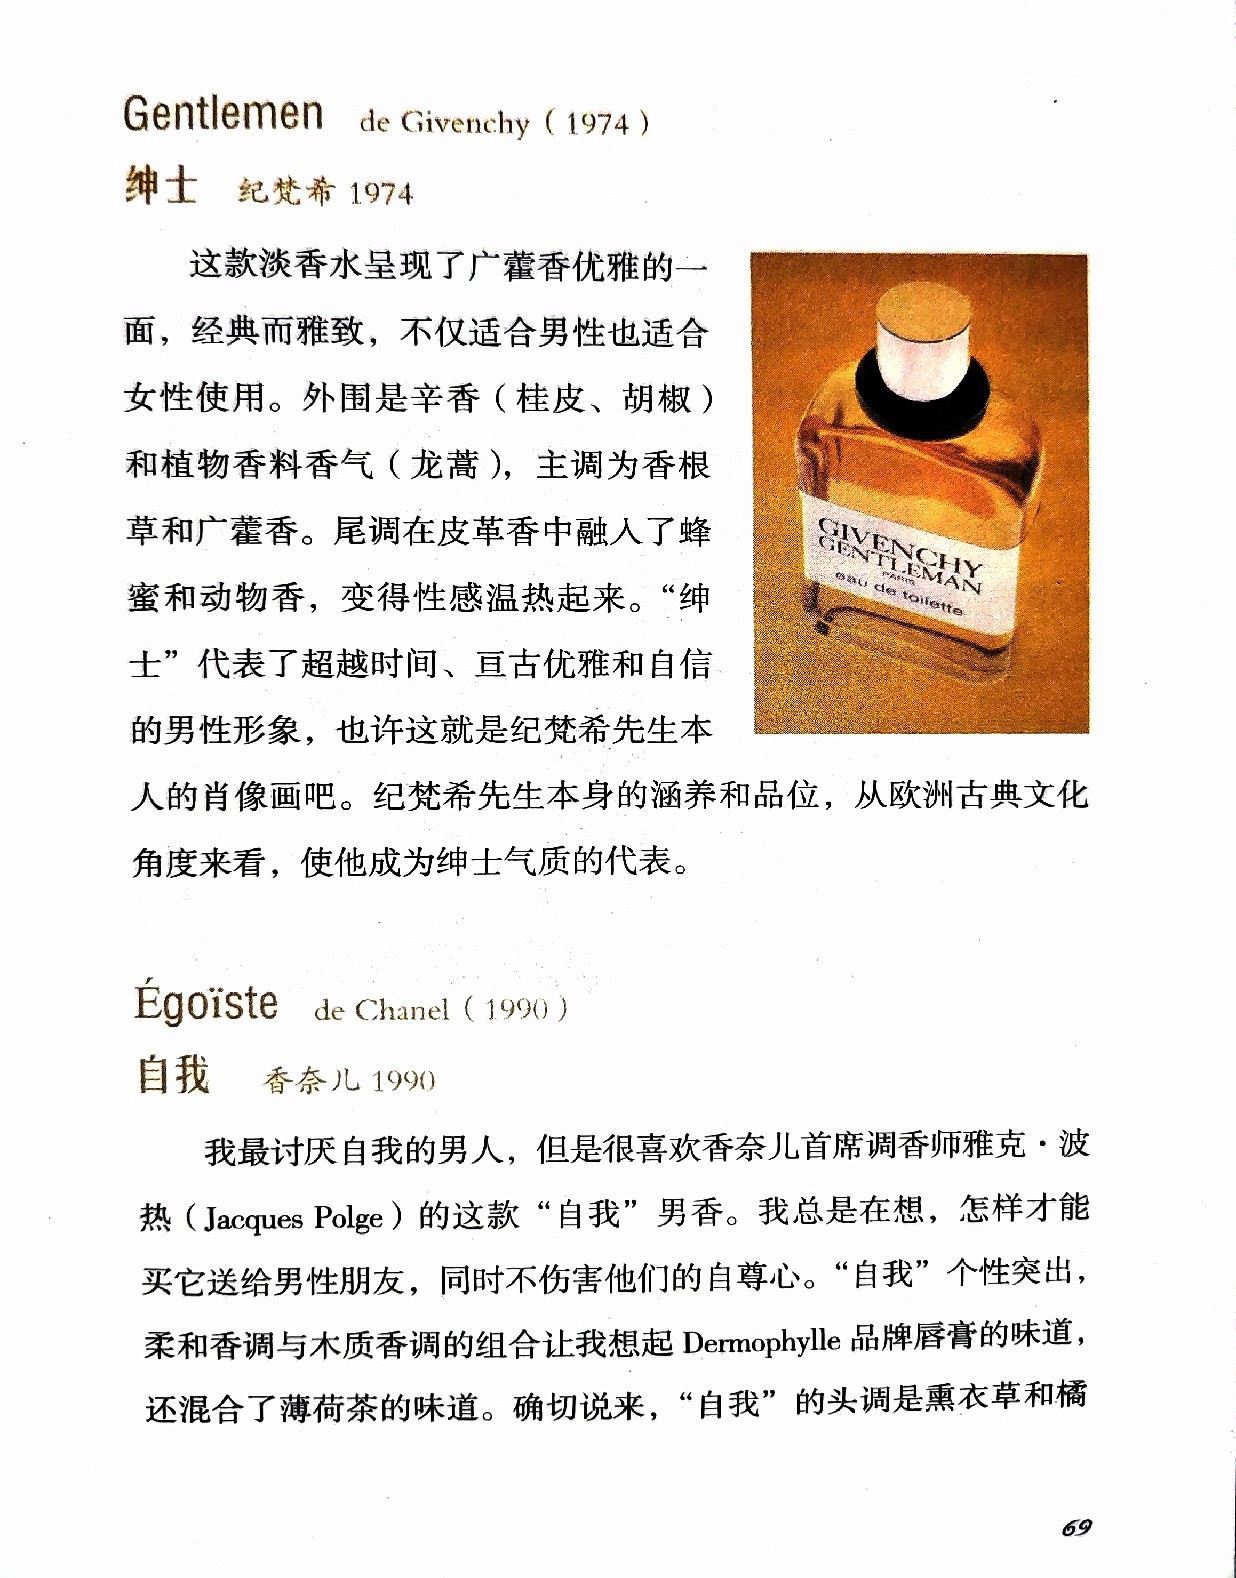 Gentlemen de Givenchy（1974）
绅士 纪梵希 1974
这款淡香水呈现了广藿香优雅的一
面，经典而雅致，不仅适合男性也适合
女性使用。外围是辛香（桂皮、胡椒）
和植物香料香气（龙蒿），主调为香根
草和广藿香。尾调在皮革香中融入了蜂
蜜和动物香，变得性感温热起来。“绅
士”代表了超越时间、亘古优雅和自信
的男性形象，也许这就是纪梵希先生本
人的肖像画吧。纪梵希先生本身的涵养和品位，从欧洲古典文化
角度来看，使他成为绅士气质的代表。
GIVENCHY
GENTLEMAN
PARIS
eau de toilette
Égoïste de Chanel（1990）
自我 香奈儿 1990
我最讨厌自我的男人，但是很喜欢香奈儿首席调香师雅克·波
热（Jacques Polge）的这款“自我”男香。我总是在想，怎样才能
买它送给男性朋友，同时不伤害他们的自尊心。“自我”个性突出，
柔和香调与木质香调的组合让我想起 Dermophylle 品牌唇膏的味道，
还混合了薄荷茶的味道。确切说来，“自我”的头调是熏衣草和橘
69